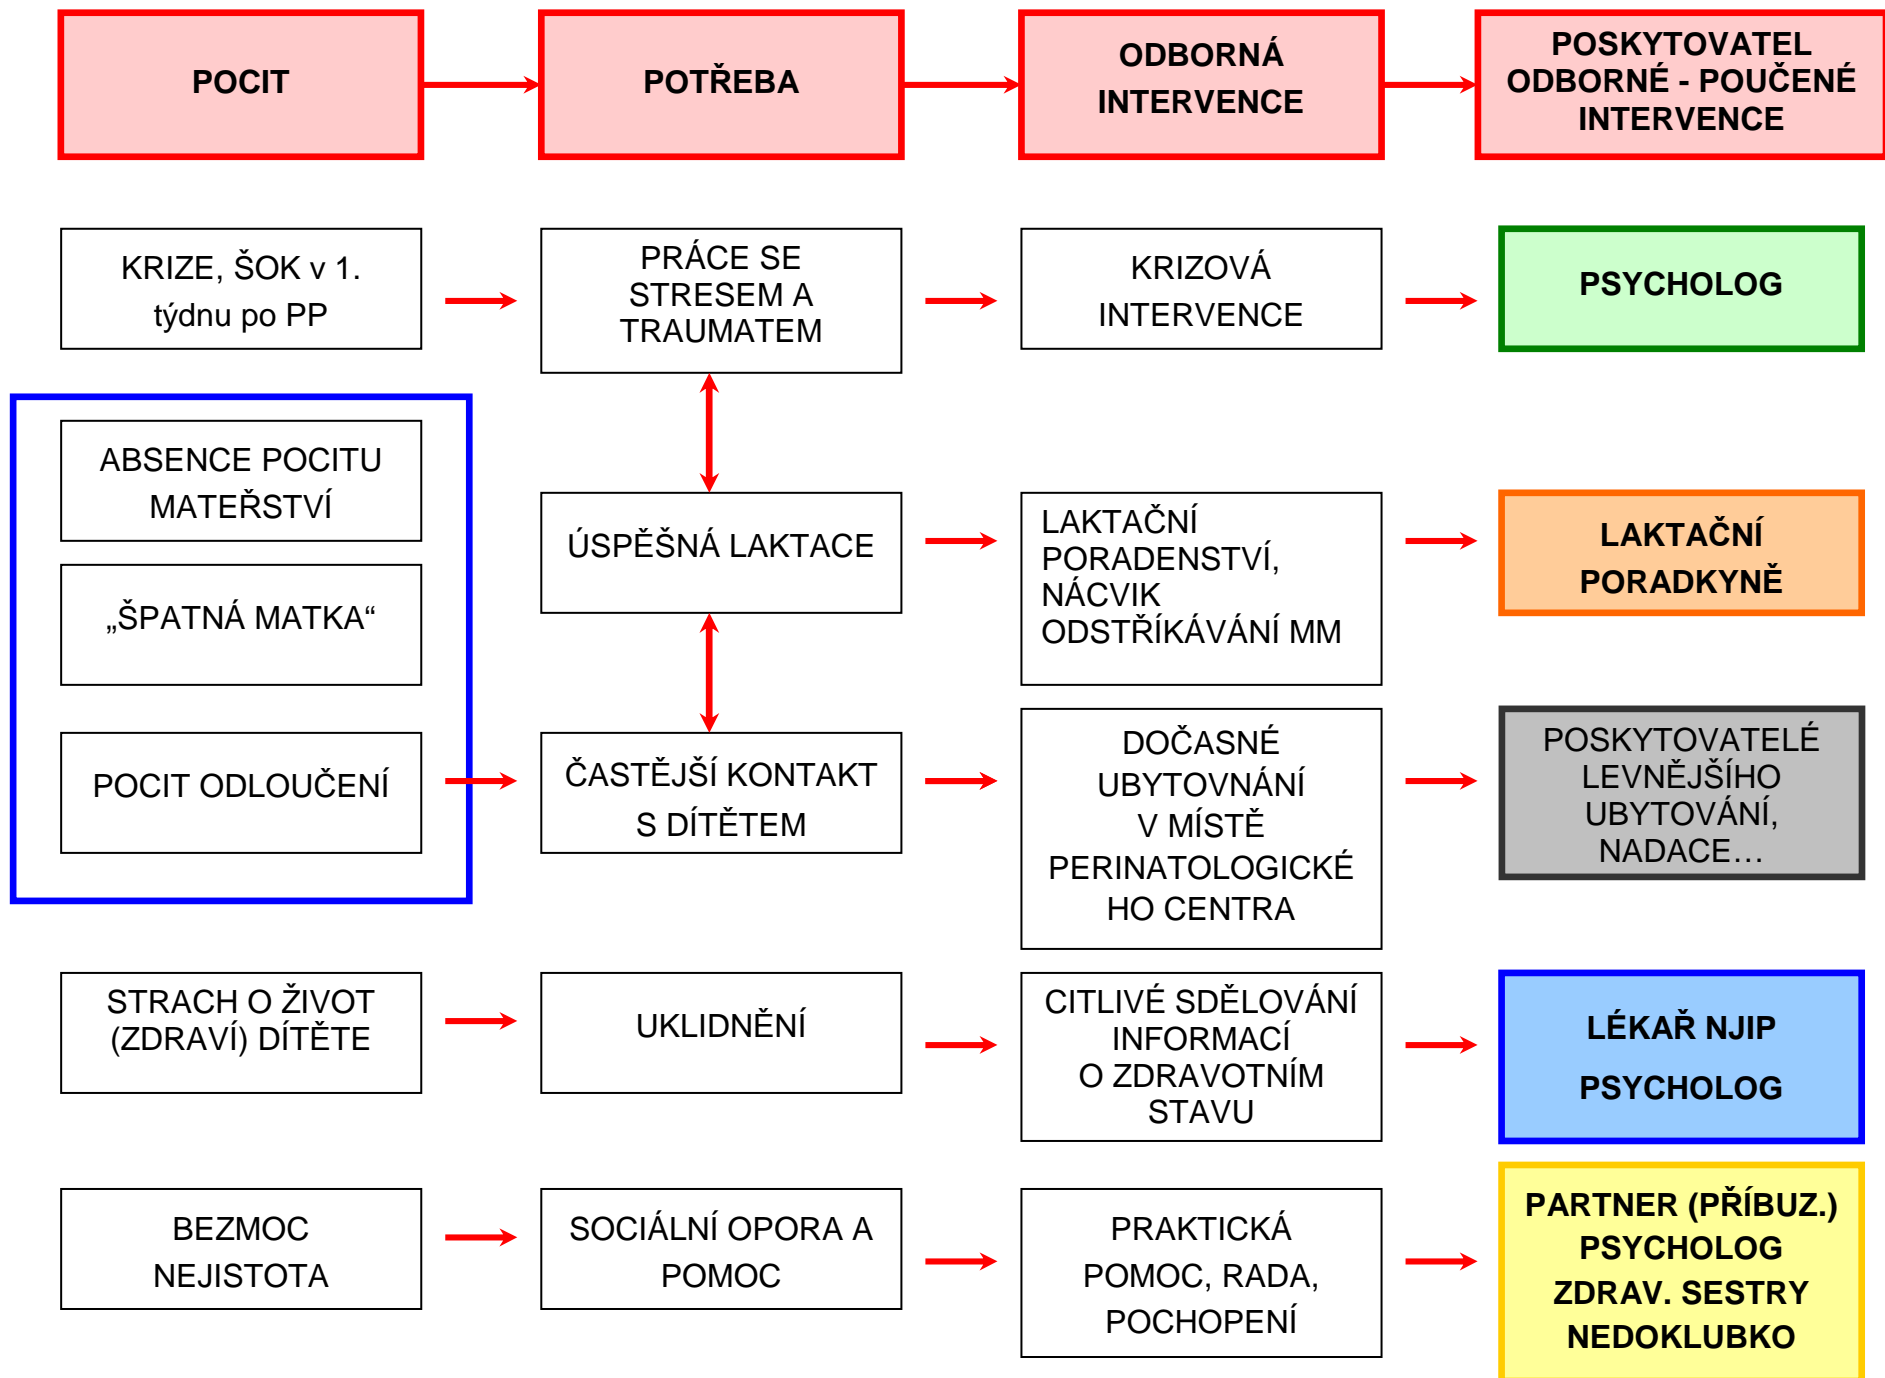 POCIT
POTŘEBA
ODBORNÁ
INTERVENCE
POSKYTOVATEL
ODBORNÉ - POUČENÉ
INTERVENCE
KRIZE, ŠOK v 1.
týdnu po PP
PRÁCE SE
STRESEM A
TRAUMATEM
KRIZOVÁ
INTERVENCE
PSYCHOLOG
ABSENCE POCITU
MATEŘSTVÍ
„ŠPATNÁ MATKA“
ÚSPĚŠNÁ LAKTACE
LAKTAČNÍ
PORADENSTVÍ,
NÁCVIK
ODSTŘÍKÁVÁNÍ MM
LAKTAČNÍ
PORADKYNĚ
POCIT ODLOUČENÍ
ČASTĚJŠÍ KONTAKT
S DÍTĚTEM
DOČASNÉ
UBYTOVNÁNÍ
V MÍSTĚ
PERINATOLOGICKÉ
HO CENTRA
POSKYTOVATELÉ
LEVNĚJŠÍHO
UBYTOVÁNÍ,
NADACE…
STRACH O ŽIVOT
(ZDRAVÍ) DÍTĚTE
UKLIDNĚNÍ
CITLIVÉ SDĚLOVÁNÍ
INFORMACÍ
O ZDRAVOTNÍM
STAVU
LÉKAŘ NJIP
PSYCHOLOG
BEZMOC
NEJISTOTA
SOCIÁLNÍ OPORA A
POMOC
PRAKTICKÁ
POMOC, RADA,
POCHOPENÍ
PARTNER (PŘÍBUZ.)
PSYCHOLOG
ZDRAV. SESTRY
NEDOKLUBKO